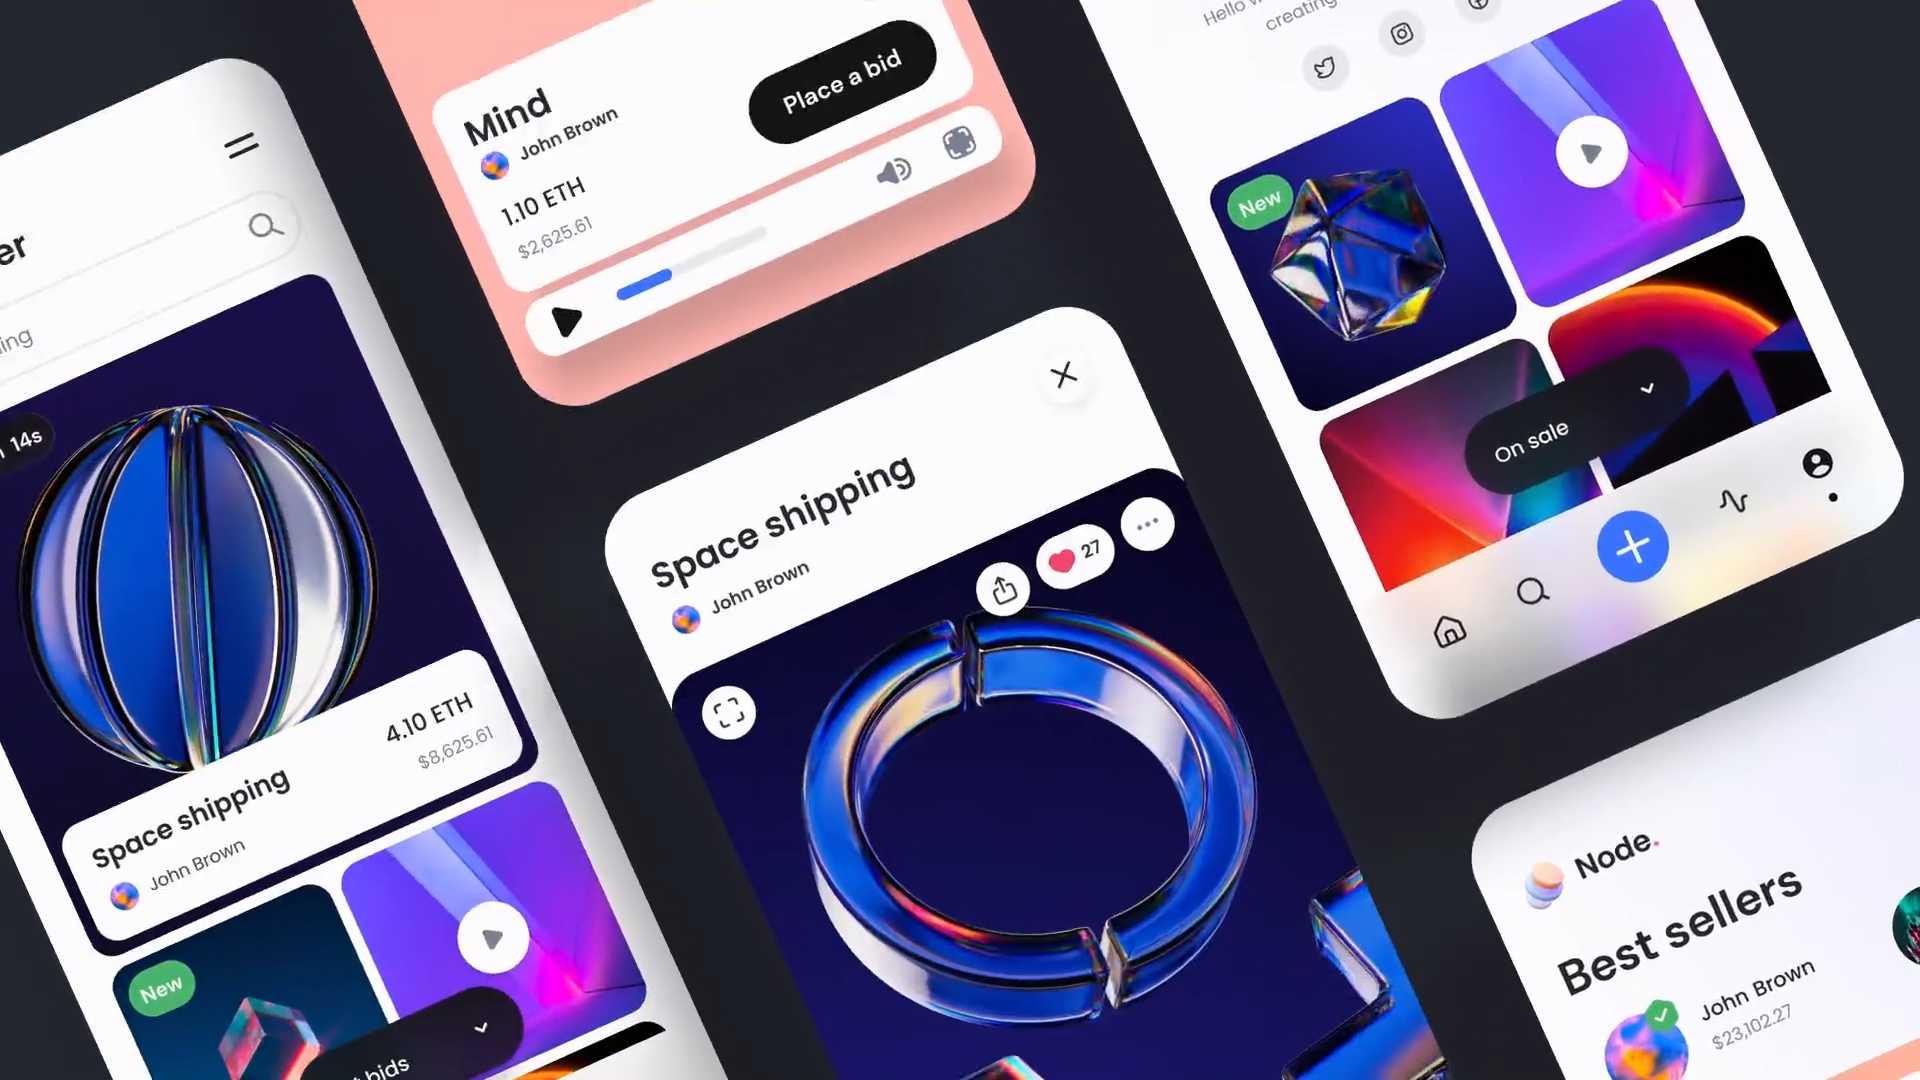 er
ing
14s
4.10 ETH
$8,625.61
Space shipping
John Brown
New
bids
Mind
John Brown
Place a bid
1.10 ETH
$2,625.61
Space shipping
John Brown
27
Hello
creating
New
On sale
Node.
Best sellers
John Brown
$23,102.27